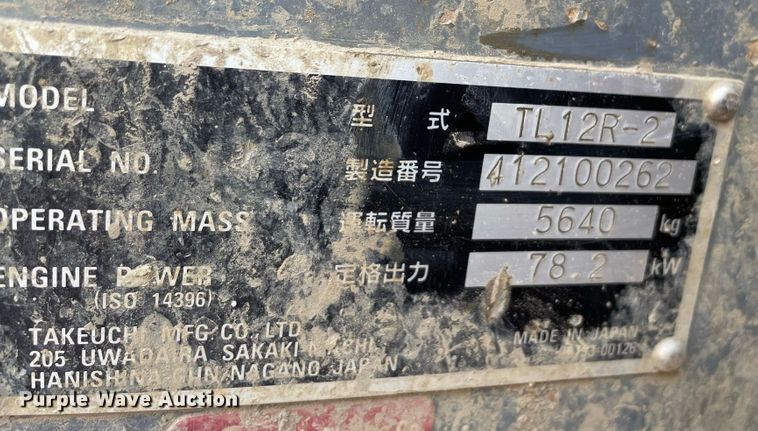 MODEL 型 式 TL12R-2
SERIAL NO. 製造番号 412100262
OPERATING MASS 運転質量 5640 kg
ENGINE POWER 定格出力 78.2 kW
(ISO 14396)
TAKEUCHI MFG.CO.,LTD
205 UWADAIRA, SAKAKI-MACHI,
HANISHINA-GUN,NAGANO,JAPAN
MADE IN JAPAN
Purple Wave Auction